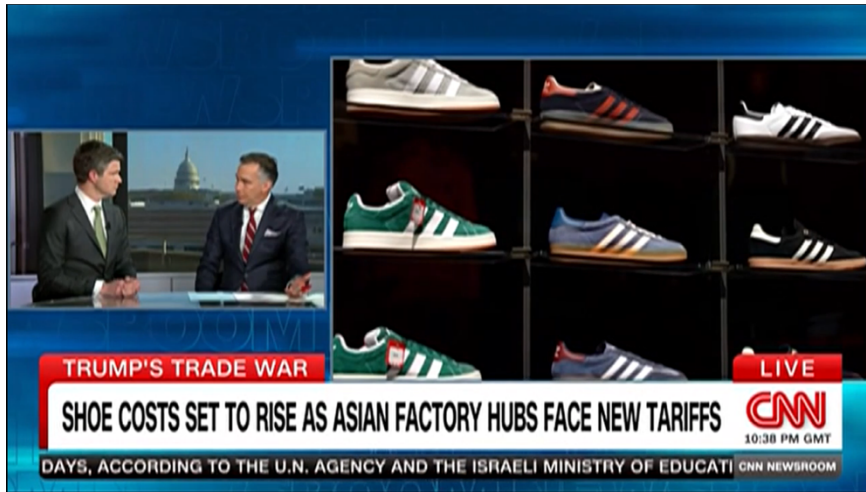 TRUMP'S TRADE WAR
LIVE
SHOE COSTS SET TO RISE AS ASIAN FACTORY HUBS FACE NEW TARIFFS
CNN
10:38 PM GMT
DAYS, ACCORDING TO THE U.N. AGENCY AND THE ISRAELI MINISTRY OF EDUCATI
CNN NEWSROOM